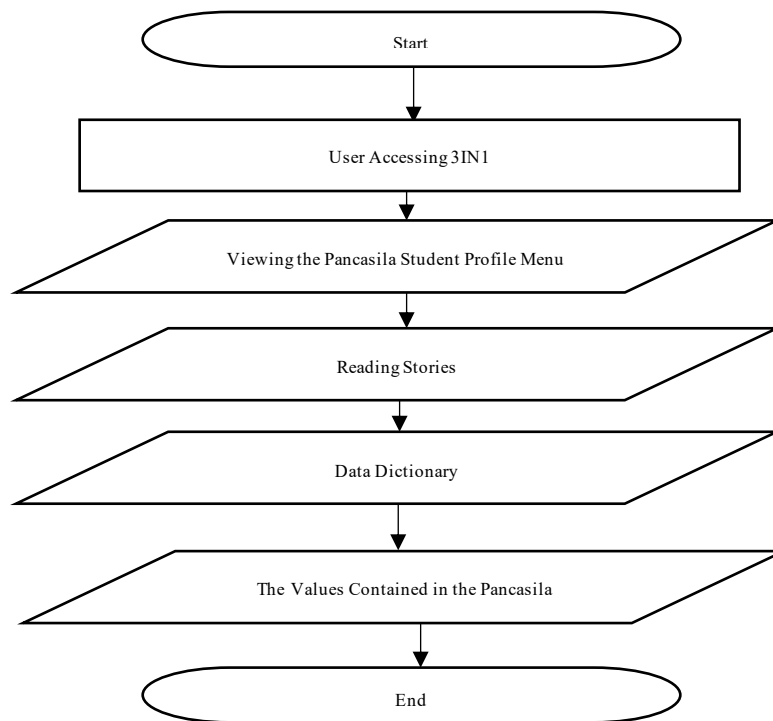 Start
User Accessing 3IN1
Viewing the Pancasila Student Profile Menu
Reading Stories
Data Dictionary
The Values Contained in the Pancasila
End